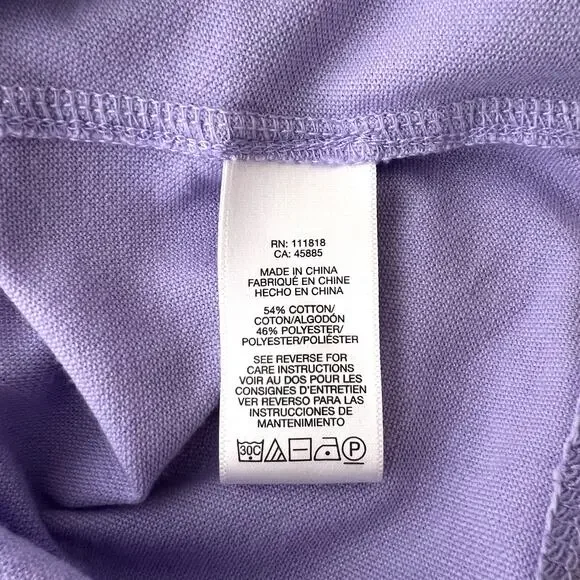 RN: 111818
CA: 45885
MADE IN CHINA
FABRIQUÉ EN CHINE
HECHO EN CHINA
54% COTTON/
COTON/ALGODÓN
46% POLYESTER/
POLYESTER/POLIÉSTER
SEE REVERSE FOR
CARE INSTRUCTIONS
VOIR AU DOS POUR LES
CONSIGNES D'ENTRETIEN
VER REVERSO PARA LAS
INSTRUCCIONES DE
MANTENIMIENTO
30C P